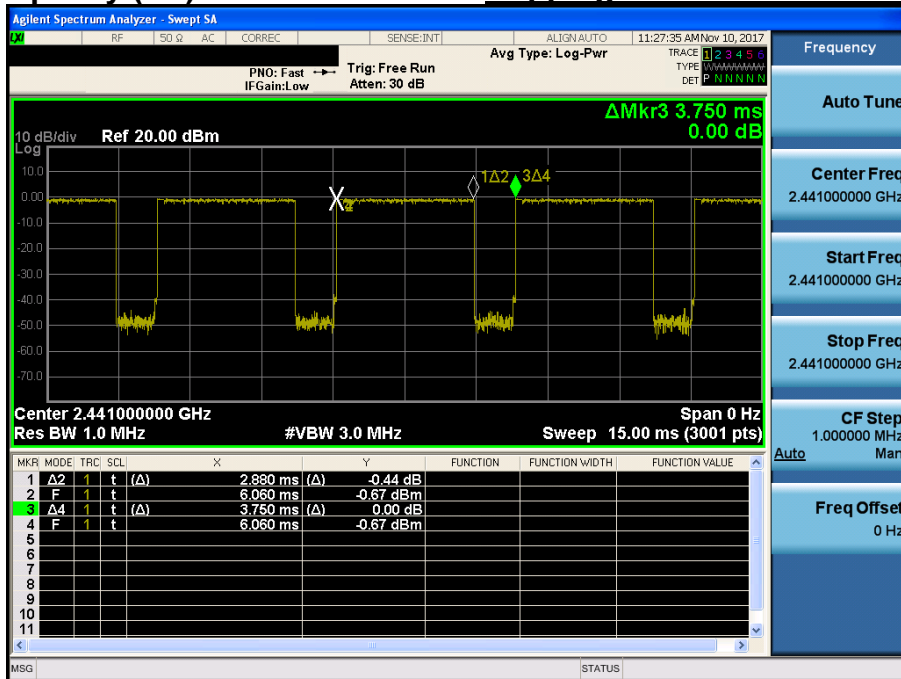 Agilent Spectrum Analyzer - Swept SA
LXI RF 50 Ω AC CORREC SENSE:INT ALIGN AUTO 11:27:35 AM Nov 10, 2017
Avg Type: Log-Pwr
TRACE 1 2 3 4 5 6
TYPE
DET P N N N N N
PNO: Fast
IFGain:Low
Trig: Free Run
Atten: 30 dB
ΔMkr3 3.750 ms
0.00 dB
10 dB/div Ref 20.00 dBm
Log
10.0
0.00
-10.0
-20.0
-30.0
-40.0
-50.0
-60.0
-70.0
1Δ2
3Δ4
Center 2.441000000 GHz
Span 0 Hz
Res BW 1.0 MHz
#VBW 3.0 MHz
Sweep 15.00 ms (3001 pts)
MKR MODE TRC SCL X Y FUNCTION FUNCTION WIDTH FUNCTION VALUE
1 Δ2 1 t (Δ) 2.880 ms (Δ) -0.44 dB
2 F 1 t 6.060 ms -0.67 dBm
3 Δ4 1 t (Δ) 3.750 ms (Δ) 0.00 dB
4 F 1 t 6.060 ms -0.67 dBm
5
6
7
8
9
10
11
MSG
STATUS
Frequency
Auto Tune
Center Freq
2.441000000 GHz
Start Freq
2.441000000 GHz
Stop Freq
2.441000000 GHz
CF Step
1.000000 MHz
Auto Man
Freq Offset
0 Hz